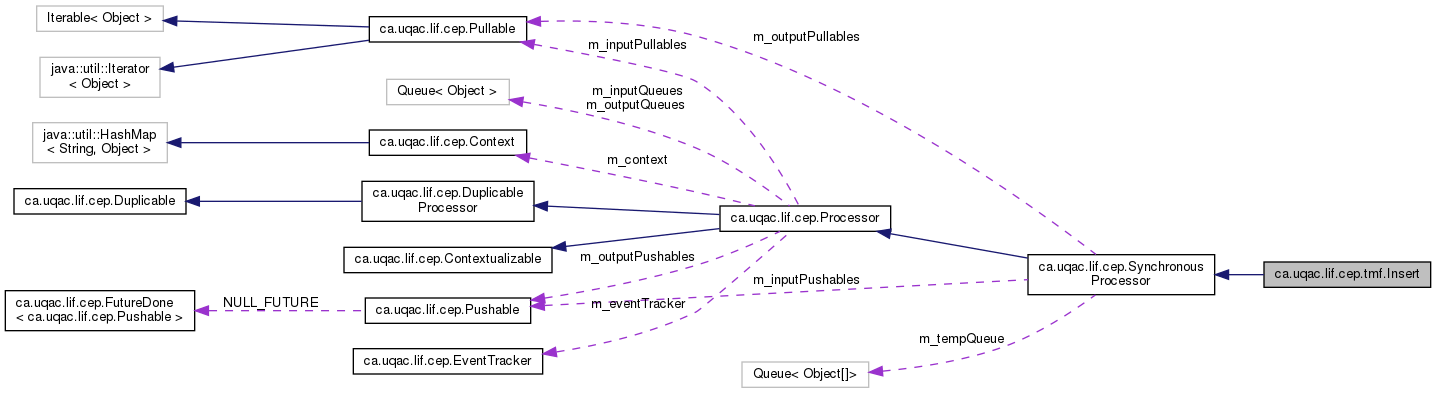 Iterable< Object >
ca.uqac.lif.cep.Pullable
m_outputPullables
m_inputPullables
java::util::Iterator
< Object >
Queue< Object >
m_inputQueues
m_outputQueues
java::util::HashMap
< String, Object >
ca.uqac.lif.cep.Context
m_context
ca.uqac.lif.cep.Duplicable
ca.uqac.lif.cep.Duplicable
Processor
ca.uqac.lif.cep.Processor
ca.uqac.lif.cep.Contextualizable
m_outputPushables
ca.uqac.lif.cep.Synchronous
Processor
ca.uqac.lif.cep.tmf.Insert
m_inputPushables
ca.uqac.lif.cep.FutureDone
< ca.uqac.lif.cep.Pushable >
NULL_FUTURE
ca.uqac.lif.cep.Pushable
m_eventTracker
m_tempQueue
ca.uqac.lif.cep.EventTracker
Queue< Object[]>